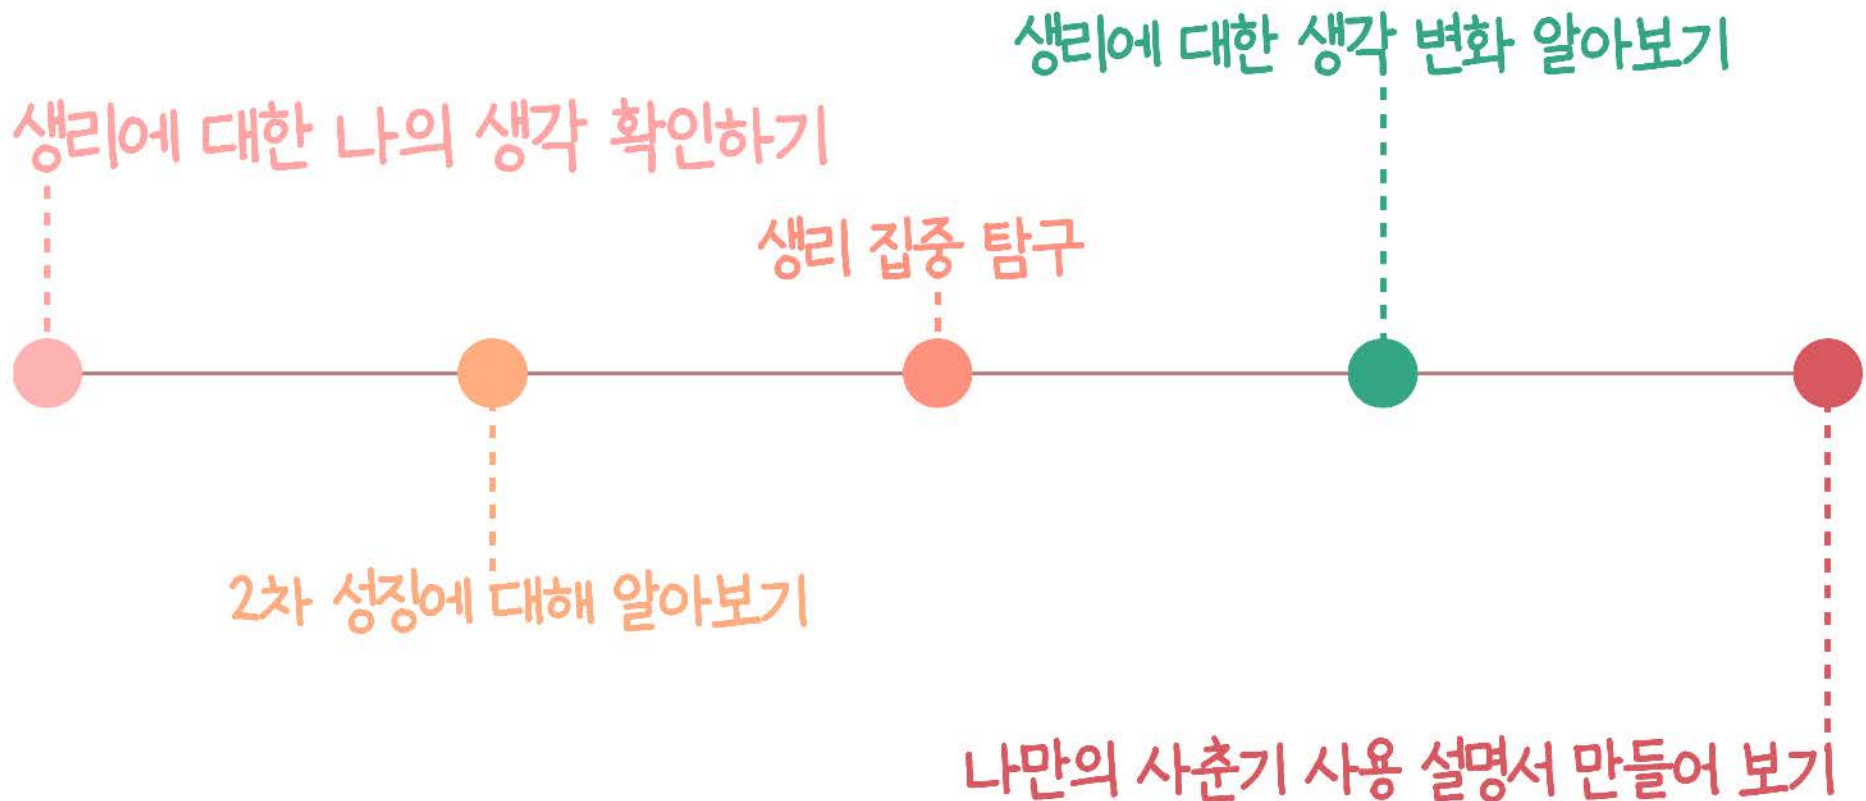 생리에 대한 나의 생각 확인하기
2차 성징에 대해 알아보기
생리 집중 탐구
생리에 대한 생각 변화 알아보기
나만의 사춘기 사용 설명서 만들어 보기